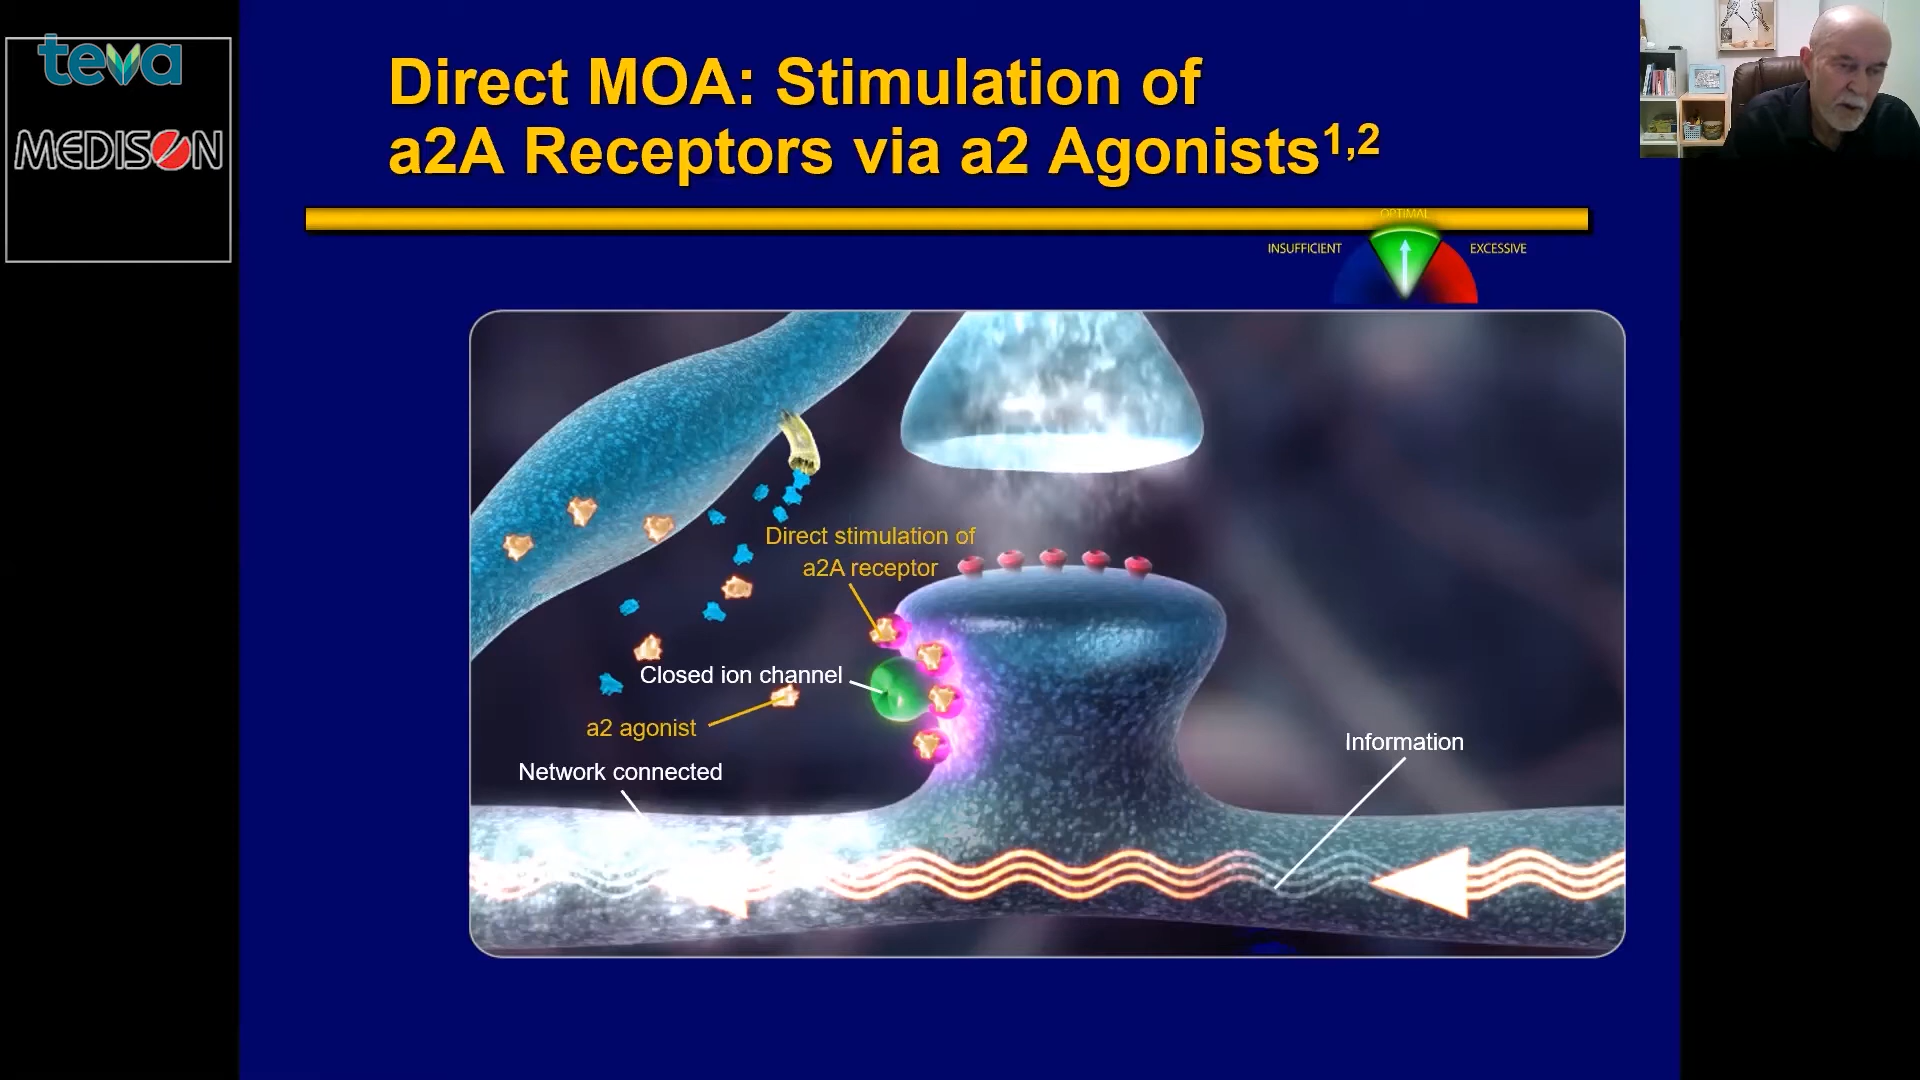 teva
MEDISON
Direct MOA: Stimulation of
a2A Receptors via a2 Agonists1,2
OPTIMAL
INSUFFICIENT
EXCESSIVE
Direct stimulation of
a2A receptor
Closed ion channel
a2 agonist
Network connected
Information